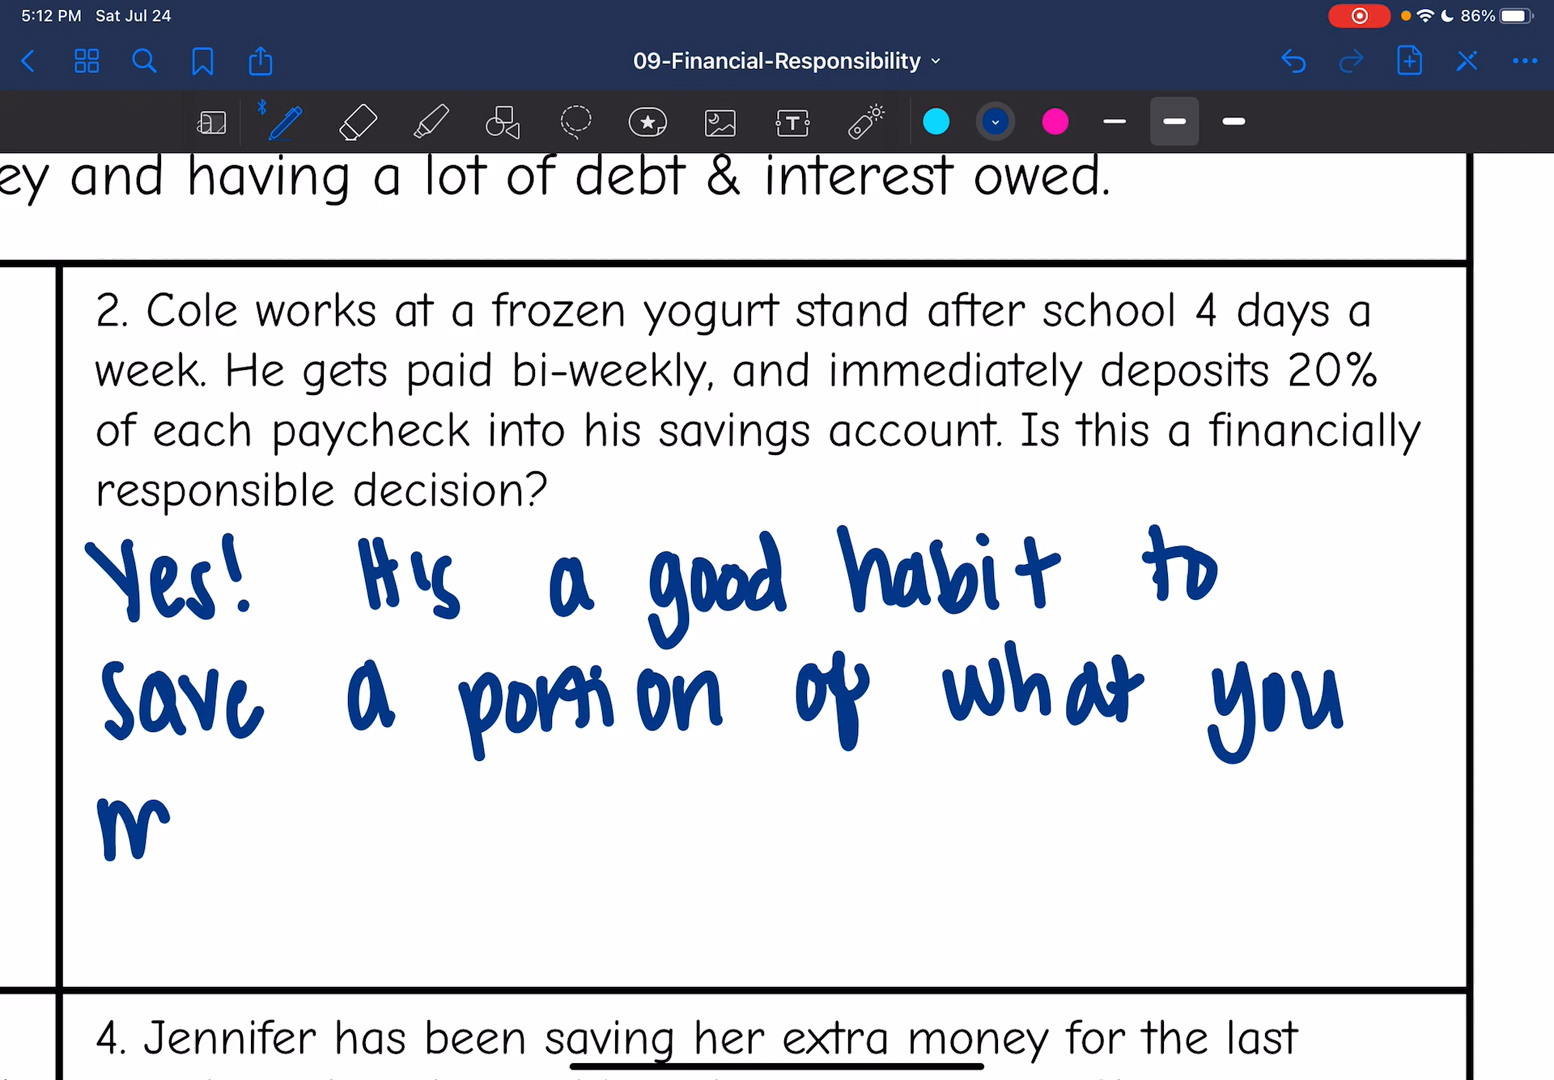 5:12 PM Sat Jul 24
86%
09-Financial-Responsibility
T
ey and having a lot of debt & interest owed.
2. Cole works at a frozen yogurt stand after school 4 days a
week. He gets paid bi-weekly, and immediately deposits 20%
of each paycheck into his savings account. Is this a financially
responsible decision?
Yes! It's a good habit to
save a portion of what you
m
4. Jennifer has been saving her extra money for the last